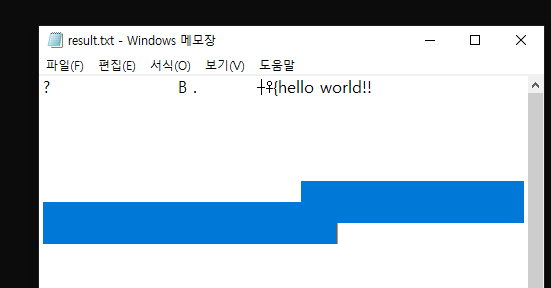 result.txt - Windows 메모장
파일(F) 편집(E) 서식(O) 보기(V) 도움말
? B . ┼♀{hello world!!